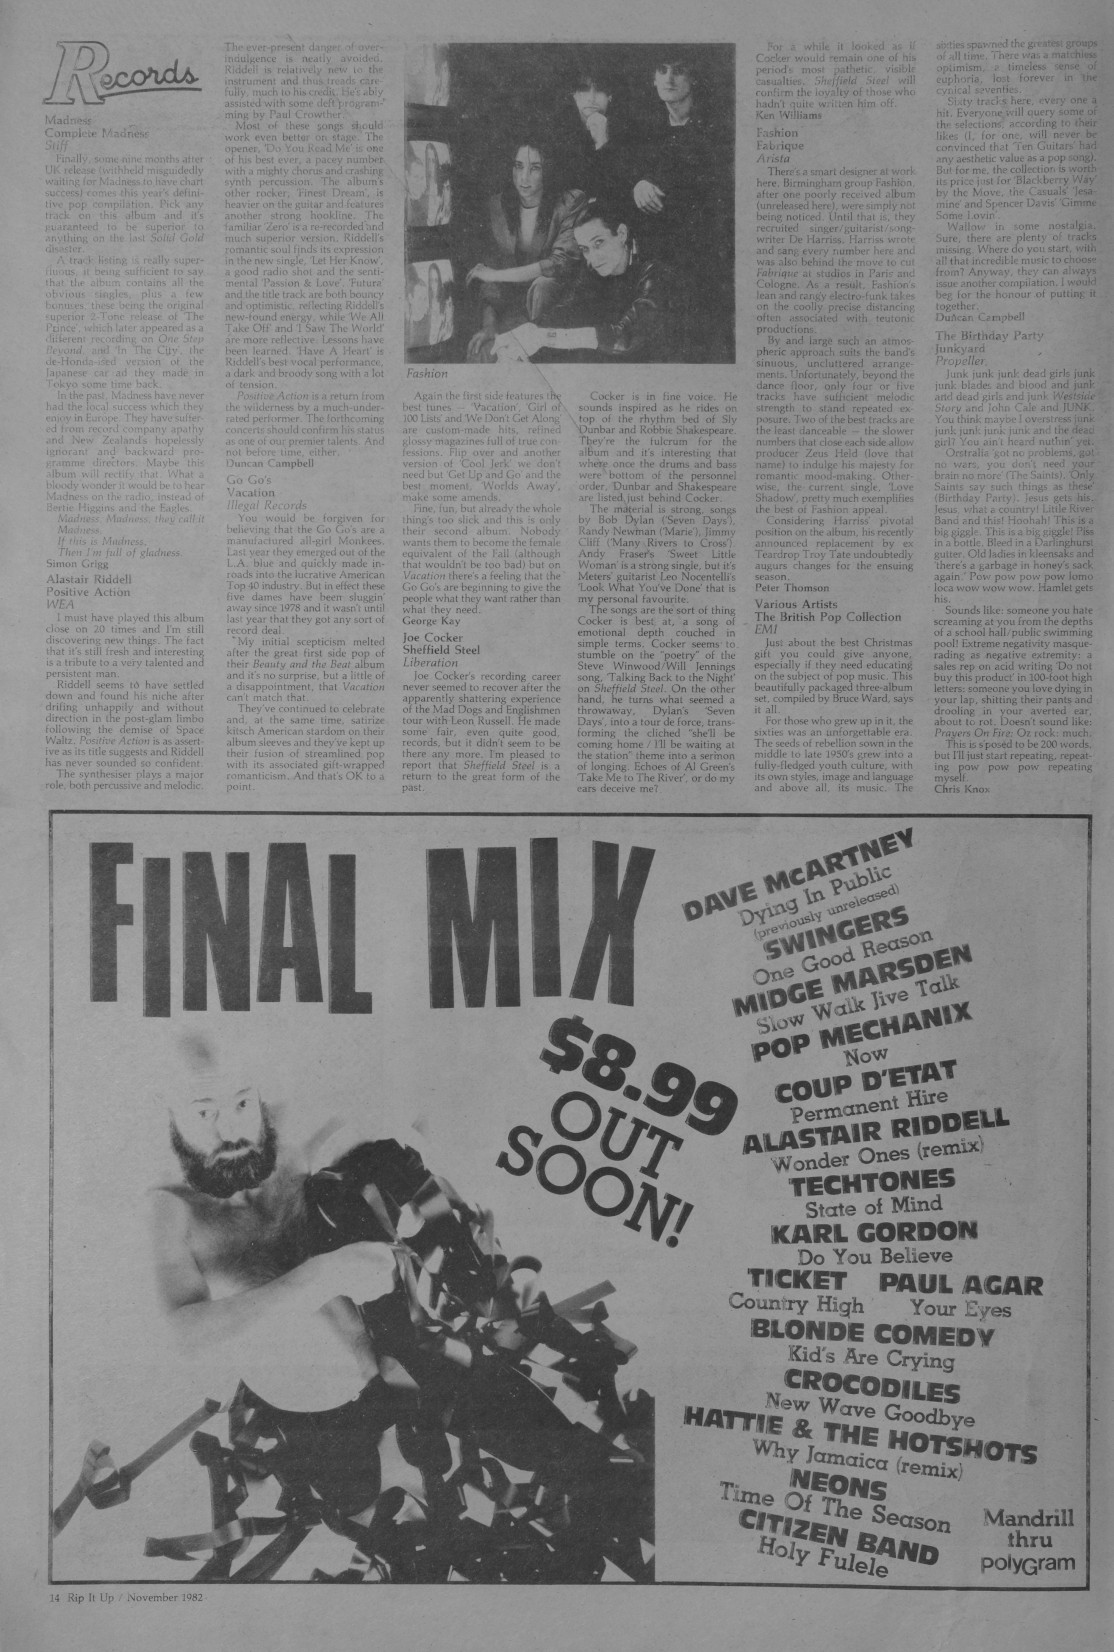 Records
Madness
Complete Madness
Stiff
Finally, some nine months after
UK release (withheld misguidedly
waiting for Madness to have chart
success) comes this year's defini-
tive pop compilation. Pick any
track on this album and it's
guaranteed to be superior to
anything on the last Solid Gold
disaster.
A track listing is really super-
fluous, it being sufficient to say
that the album contains all the
obvious singles, plus a few
bonuses, these being the original
superior 2-Tone release of 'The
Prince', which later appeared as a
different recording on One Step
Beyond, and 'In The City', the
de-Honda-ised version of the
Japanese car ad they made in
Tokyo some time back.
In the past, Madness have never
had the local success which they
enjoy in Europe. They have suffer-
ed from record company apathy
and New Zealand's hopelessly
ignorant and backward pro-
gramme directors. Maybe this
album will rectify that. What a
bloody wonder it would be to hear
Madness on the radio, instead of
Bertie Higgins and the Eagles.
Madness, Madness, they call it
Madness.
If this is Madness,
Then I'm full of gladness.
Simon Grigg
Alastair Riddell
Positive Action
WEA
I must have played this album
close on 20 times and I'm still
discovering new things. The fact
that it's still fresh and interesting
is a tribute to a very talented and
persistent man.
Riddell seems to have settled
down and found his niche after
drifting unhappily and without
direction in the post-glam limbo
following the demise of Space
Waltz. Positive Action is as assert-
ive as its title suggests and Riddell
has never sounded so confident.
The synthesiser plays a major
role, both percussive and melodic.
The ever-present danger of over-
indulgence is neatly avoided.
Riddell is relatively new to the
instrument and thus treads care-
fully, much to his credit. He's ably
assisted with some deft program-
ming by Paul Crowther.
Most of these songs should
work even better on stage. The
opener, 'Do You Read Me' is one
of his best ever, a pacey number
with a mighty chorus and crashing
synth percussion. The album's
other rocker, 'Finest Dream', is
heavier on the guitar and features
another strong hookline. The
familiar 'Zero' is a re-recorded and
much superior version. Riddell's
romantic soul finds its expression
in the new single, 'Let Her Know',
a good radio shot and the senti-
mental 'Passion & Love'. 'Futura'
and the title track are both bouncy
and optimistic, reflecting Riddell's
new-found energy, while 'We All
Take Off' and 'I Saw The World'
are more reflective. Lessons have
been learned. 'Have A Heart' is
Riddell's best vocal performance,
a dark and broody song with a lot
of tension.
Positive Action is a return from
the wilderness by a much-under-
rated performer. The forthcoming
concerts should confirm his status
as one of our premier talents. And
not before time, either.
Duncan Campbell
Go Go's
Vacation
Illegal Records
You would be forgiven for
believing that the Go Go's are a
manufactured all-girl Monkees.
Last year they emerged out of the
L.A. blue and quickly made in-
roads into the lucrative American
Top 40 industry. But in effect these
five dames have been sluggin'
away since 1978 and it wasn't until
last year that they got any sort of
record deal.
My initial scepticism melted
after the great first side pop of
their Beauty and the Beat album
and it's no surprise, but a little of
a disappointment, that Vacation
can't match that.
They've continued to celebrate
and, at the same time, satirize
kitsch American stardom on their
album sleeves and they've kept up
their fusion of streamlined pop
with its associated gift-wrapped
romanticism. And that's OK to a
point.
Fashion
Again the first side features the
best tunes — 'Vacation', 'Girl of
100 Lists' and 'We Don't Get Along'
are custom-made hits, refined
glossy magazines full of true con-
fessions. Flip over and another
version of 'Cool Jerk' we don't
need but 'Get Up and Go' and the
best moment, 'Worlds Away',
make some amends.
Fine, fun, but already the whole
thing's too slick and this is only
their second album. Nobody
wants them to become the female
equivalent of the Fall (although
that wouldn't be too bad) but on
Vacation there's a feeling that the
Go Go's are beginning to give the
people what they want rather than
what they need.
George Kay
Joe Cocker
Sheffield Steel
Liberation
Joe Cocker's recording career
never seemed to recover after the
apparently shattering experience
of the Mad Dogs and Englishmen
tour with Leon Russell. He made
some fair, even quite good,
records, but it didn't seem to be
there any more. I'm pleased to
report that Sheffield Steel is a
return to the great form of the
past.
Cocker is in fine voice. He
sounds inspired as he rides on
top of the rhythm bed of Sly
Dunbar and Robbie Shakespeare.
They're the fulcrum for the
album and it's interesting that
where once the drums and bass
were bottom of the personnel
order, Dunbar and Shakespeare
are listed just behind Cocker.
The material is strong, songs
by Bob Dylan ('Seven Days'),
Randy Newman ('Marie'), Jimmy
Cliff ('Many Rivers to Cross').
Andy Fraser's 'Sweet Little
Woman' is a strong single, but it's
Meters' guitarist Leo Nocentelli's
'Look What You've Done' that is
my personal favourite.
The songs are the sort of thing
Cocker is best at, a song of
emotional depth couched in
simple terms. Cocker seems to
stumble on the "poetry" of the
Steve Winwood/Will Jennings
song, 'Talking Back to the Night'
on Sheffield Steel. On the other
hand, he turns what seemed a
throwaway, Dylan's 'Seven
Days', into a tour de force, trans-
forming the cliched "she'll be
coming home / I'll be waiting at
the station" theme into a sermon
of longing. Echoes of Al Green's
'Take Me to The River', or do my
ears deceive me?
For a while it looked as if
Cocker would remain one of his
period's most pathetic, visible
casualties. Sheffield Steel will
confirm the loyalty of those who
hadn't quite written him off.
Ken Williams
Fashion
Fabrique
Arista
There's a smart designer at work
here. Birmingham group Fashion,
after one poorly received album
(unreleased here), were simply not
being noticed. Until that is, they
recruited singer/guitarist/song-
writer De Harriss. Harriss wrote
and sang every number here and
was also behind the move to cut
Fabrique at studios in Paris and
Cologne. As a result, Fashion's
lean and rangy electro-funk takes
on the coolly precise distancing
often associated with teutonic
productions.
By and large such an atmos-
pheric approach suits the band's
sinuous, uncluttered arrange-
ments. Unfortunately, beyond the
dance floor, only four or five
tracks have sufficient melodic
strength to stand repeated ex-
posure. Two of the best tracks are
the least danceable — the slower
numbers that close each side allow
producer Zeus Held (love that
name) to indulge his majesty for
romantic mood-making. Other-
wise, the current single, 'Love
Shadow', pretty much exemplifies
the best of Fashion appeal.
Considering Harriss' pivotal
position on the album, his recently
announced replacement by ex
Teardrop Troy Tate undoubtedly
augurs changes for the ensuing
season.
Peter Thomson
Various Artists
The British Pop Collection
EMI
Just about the best Christmas
gift you could give anyone,
especially if they need educating
on the subject of pop music. This
beautifully packaged three-album
set, compiled by Bruce Ward, says
it all.
For those who grew up in it, the
sixties was an unforgettable era.
The seeds of rebellion sown in the
middle to late 1950's grew into a
fully-fledged youth culture, with
its own styles, image and language
and above all, its music. The
sixties spawned the greatest groups
of all time. There was a matchless
optimism, a timeless sense of
euphoria, lost forever in the
cynical seventies.
Sixty tracks here, every one a
hit. Everyone will query some of
the selections, according to their
likes (I, for one, will never be
convinced that 'Ten Guitars' had
any aesthetic value as a pop song).
But for me, the collection is worth
its price just for 'Blackberry Way'
by the Move, the Casuals' 'Jesa-
mine' and Spencer Davis' 'Gimme
Some Lovin'.
Wallow in some nostalgia.
Sure, there are plenty of tracks
missing. Where do you start, with
all that incredible music to choose
from? Anyway, they can always
issue another compilation. I would
beg for the honour of putting it
together.
Duncan Campbell
The Birthday Party
Junkyard
Propeller
Junk junk junk dead girls junk
junk blades and blood and junk
and dead girls and junk Westside
Story and John Cale and JUNK.
You think maybe I overstress junk
junk junk junk junk and the dead
girl? You ain't heard nuthin' yet.
Orstralia 'got no problems, got
no wars, you don't need your
brain no more' (The Saints). Only
Saints say such things as these
(Birthday Party). Jesus gets his.
Jesus, what a country! Little River
Band and this! Hoohah! This is a
big giggle. This is a big giggle! Piss
in a bottle. Bleed in a Darlinghurst
gutter. Old ladies in kleensaks and
'there's a garbage in honey's sack
again.' Pow pow pow pow lomo
loca wow wow wow. Hamlet gets
his.
Sounds like: someone you hate
screaming at you from the depths
of a school hall/public swimming
pool! Extreme negativity masque-
rading as negative extremity: a
sales rep on acid writing 'Do not
buy this product' in 100-foot high
letters: someone you love dying in
your lap, shitting their pants and
drooling in your averted ear,
about to rot. Doesn't sound like:
Prayers On Fire; Oz rock: much.
This is s'posed to be 200 words,
but I'll just start repeating, repeat-
ing pow pow pow repeating
myself.
Chris Knox
FINAL MIX
$8.99
OUT
SOON!
DAVE McARTNEY
Dying In Public
(previously unreleased)
SWINGERS
One Good Reason
MIDGE MARSDEN
Slow Walk Jive Talk
POP MECHANIX
Now
COUP D'ETAT
Permanent Hire
ALASTAIR RIDDELL
Wonder Ones (remix)
TECHTONES
State of Mind
KARL GORDON
Do You Believe
TICKET PAUL AGAR
Country High Your Eyes
BLONDE COMEDY
Kid's Are Crying
CROCODILES
New Wave Goodbye
HATTIE & THE HOTSHOTS
Why Jamaica (remix)
NEONS
Time Of The Season
CITIZEN BAND
Holy Fulele
Mandrill
thru
polyGram
14 Rip It Up / November 1982